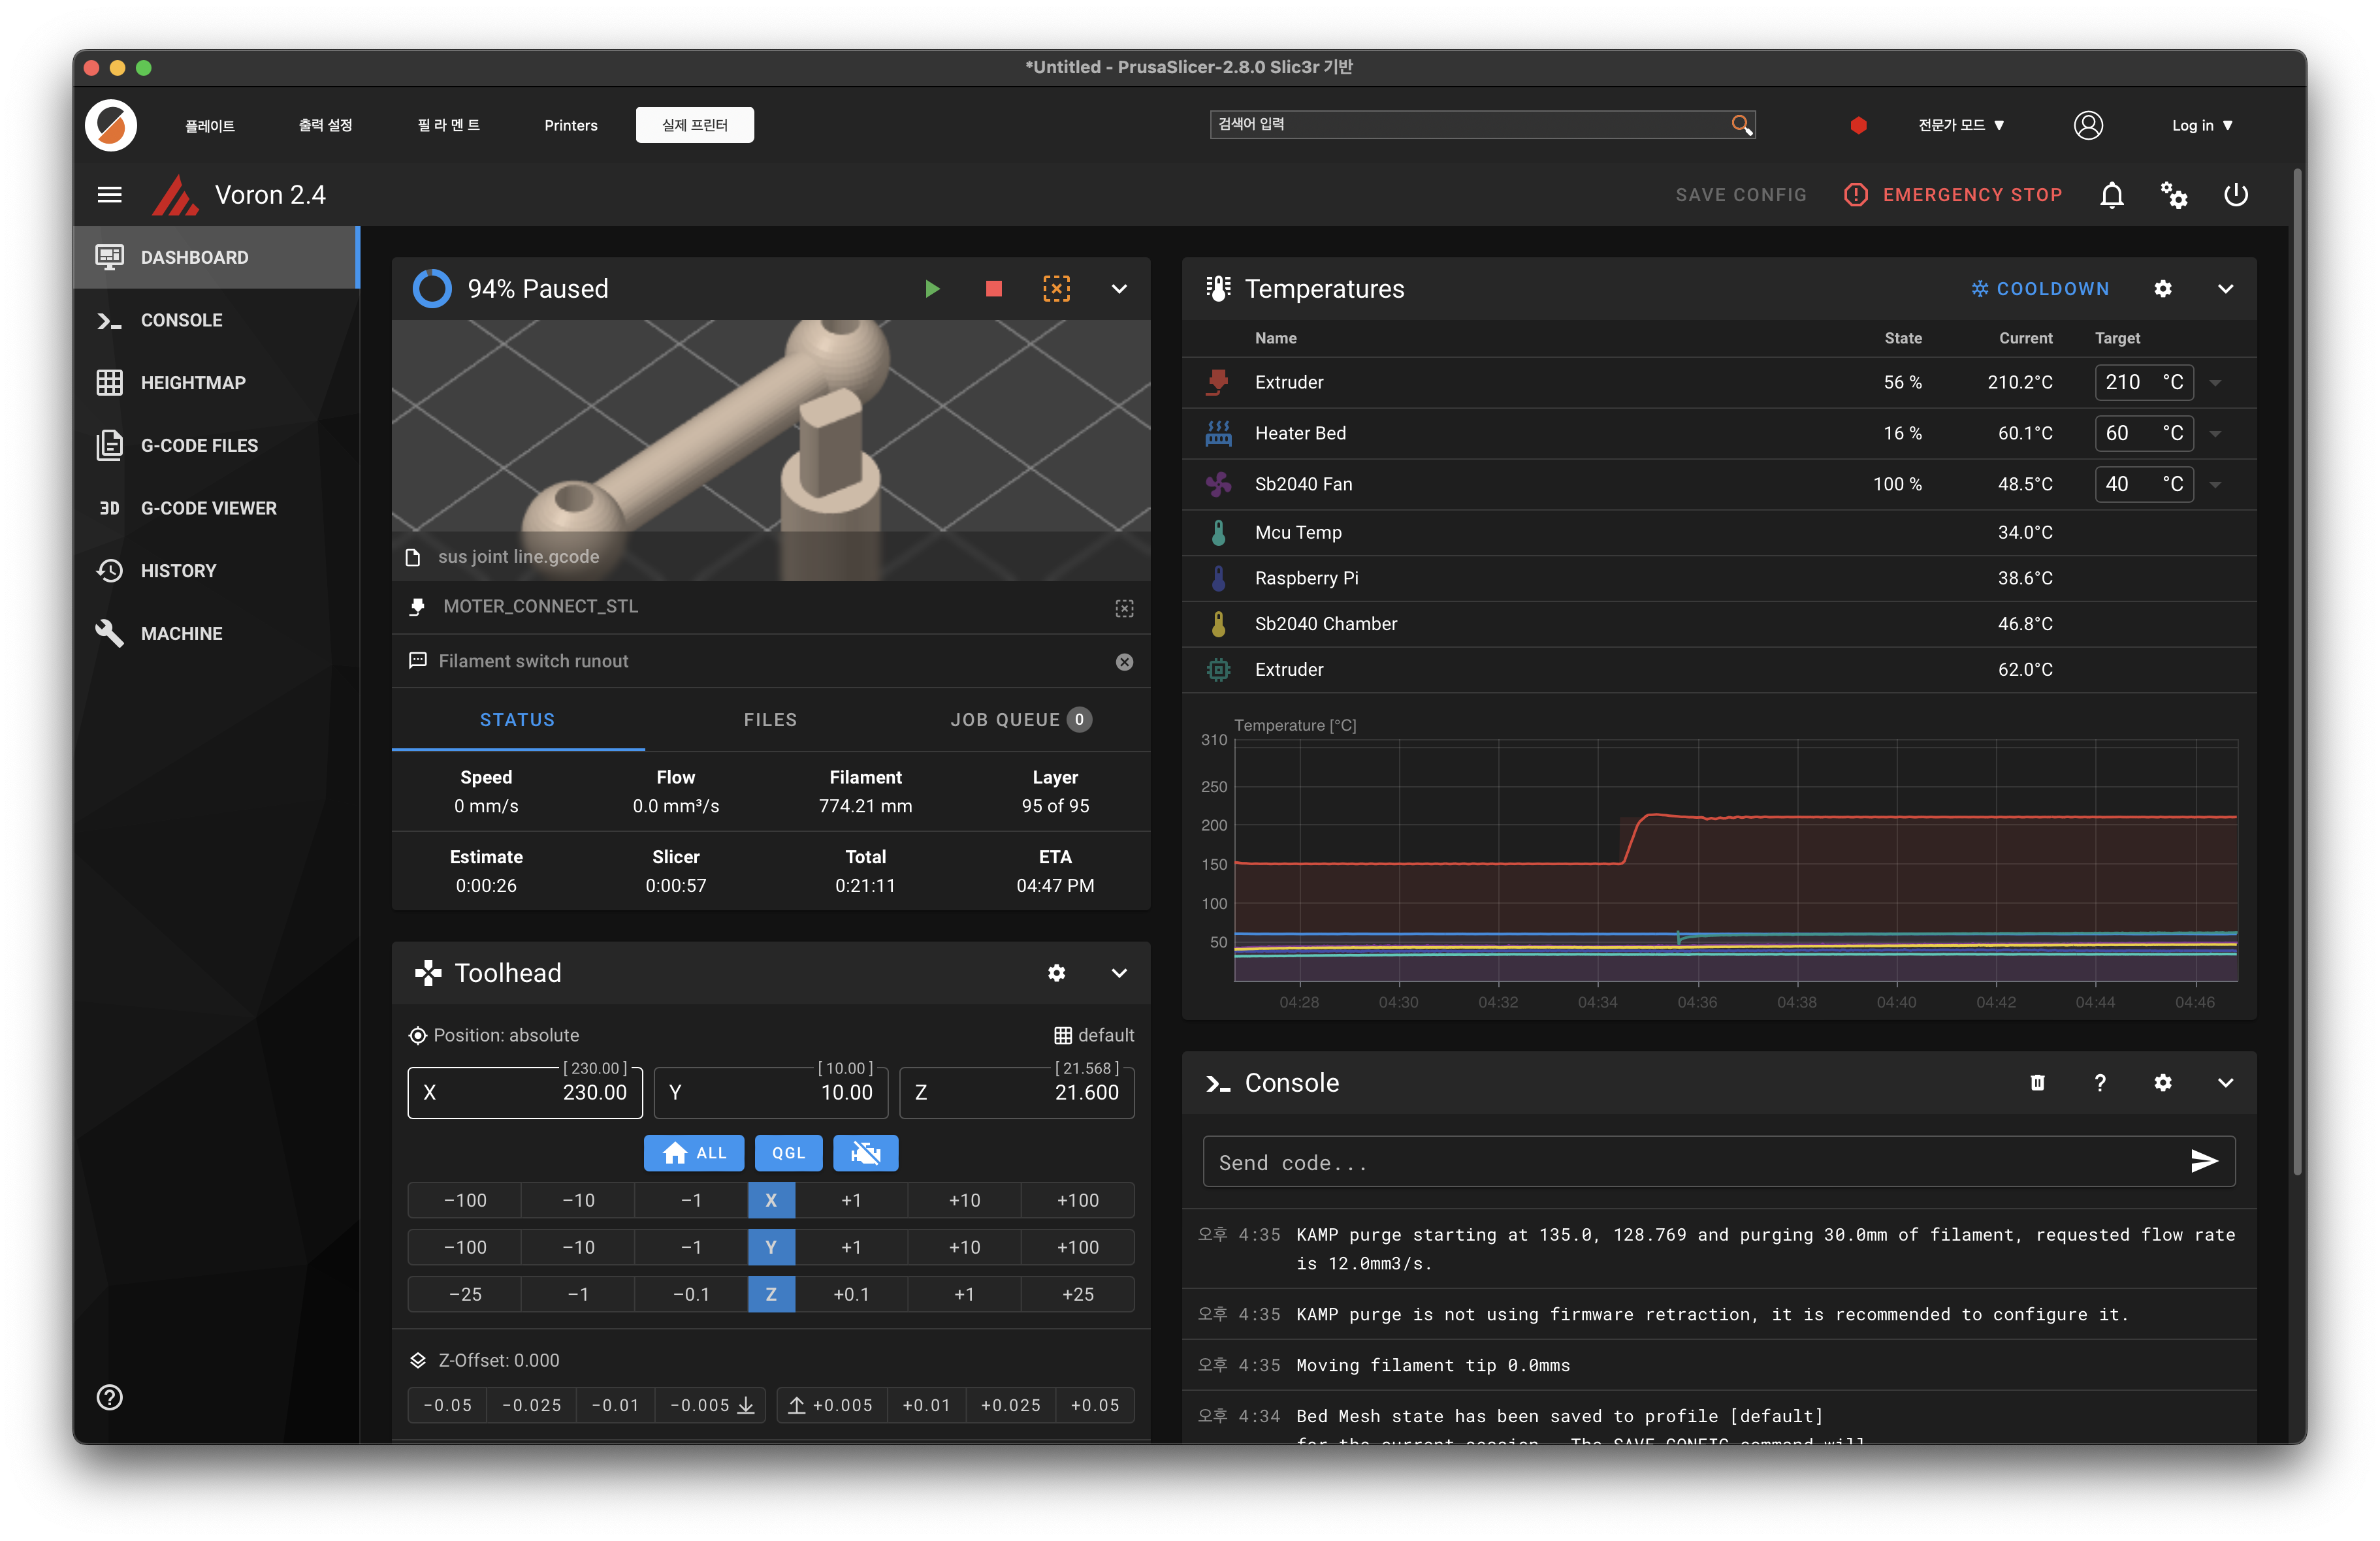 *Untitled - PrusaSlicer-2.8.0 Slic3r 기반
플레이트 출력 설정 필 라 멘 트 Printers 실제 프린터 검색어 입력 전문가 모드 ▼ Log in ▼
Voron 2.4 SAVE CONFIG EMERGENCY STOP
DASHBOARD
CONSOLE
HEIGHTMAP
G-CODE FILES
3D G-CODE VIEWER
HISTORY
MACHINE
94% Paused
sus joint line.gcode
MOTER_CONNECT_STL
Filament switch runout
STATUS FILES JOB QUEUE 0
Speed Flow Filament Layer
0 mm/s 0.0 mm³/s 774.21 mm 95 of 95
Estimate Slicer Total ETA
0:00:26 0:00:57 0:21:11 04:47 PM
Toolhead
Position: absolute default
[ 230.00 ] [ 10.00 ] [ 21.568 ]
X 230.00 Y 10.00 Z 21.600
ALL QGL
−100 −10 −1 X +1 +10 +100
−100 −10 −1 Y +1 +10 +100
−25 −1 −0.1 Z +0.1 +1 +25
Z-Offset: 0.000
−0.05 −0.025 −0.01 −0.005 +0.005 +0.01 +0.025 +0.05
Temperatures COOLDOWN
Name State Current Target
Extruder 56 % 210.2°C 210 °C
Heater Bed 16 % 60.1°C 60 °C
Sb2040 Fan 100 % 48.5°C 40 °C
Mcu Temp 34.0°C
Raspberry Pi 38.6°C
Sb2040 Chamber 46.8°C
Extruder 62.0°C
Temperature [°C]
310
250
200
150
100
50
04:28 04:30 04:32 04:34 04:36 04:38 04:40 04:42 04:44 04:46
Console
Send code...
오후 4:35 KAMP purge starting at 135.0, 128.769 and purging 30.0mm of filament, requested flow rate
is 12.0mm3/s.
오후 4:35 KAMP purge is not using firmware retraction, it is recommended to configure it.
오후 4:35 Moving filament tip 0.0mms
오후 4:34 Bed Mesh state has been saved to profile [default]
for the current session. The SAVE_CONFIG command will